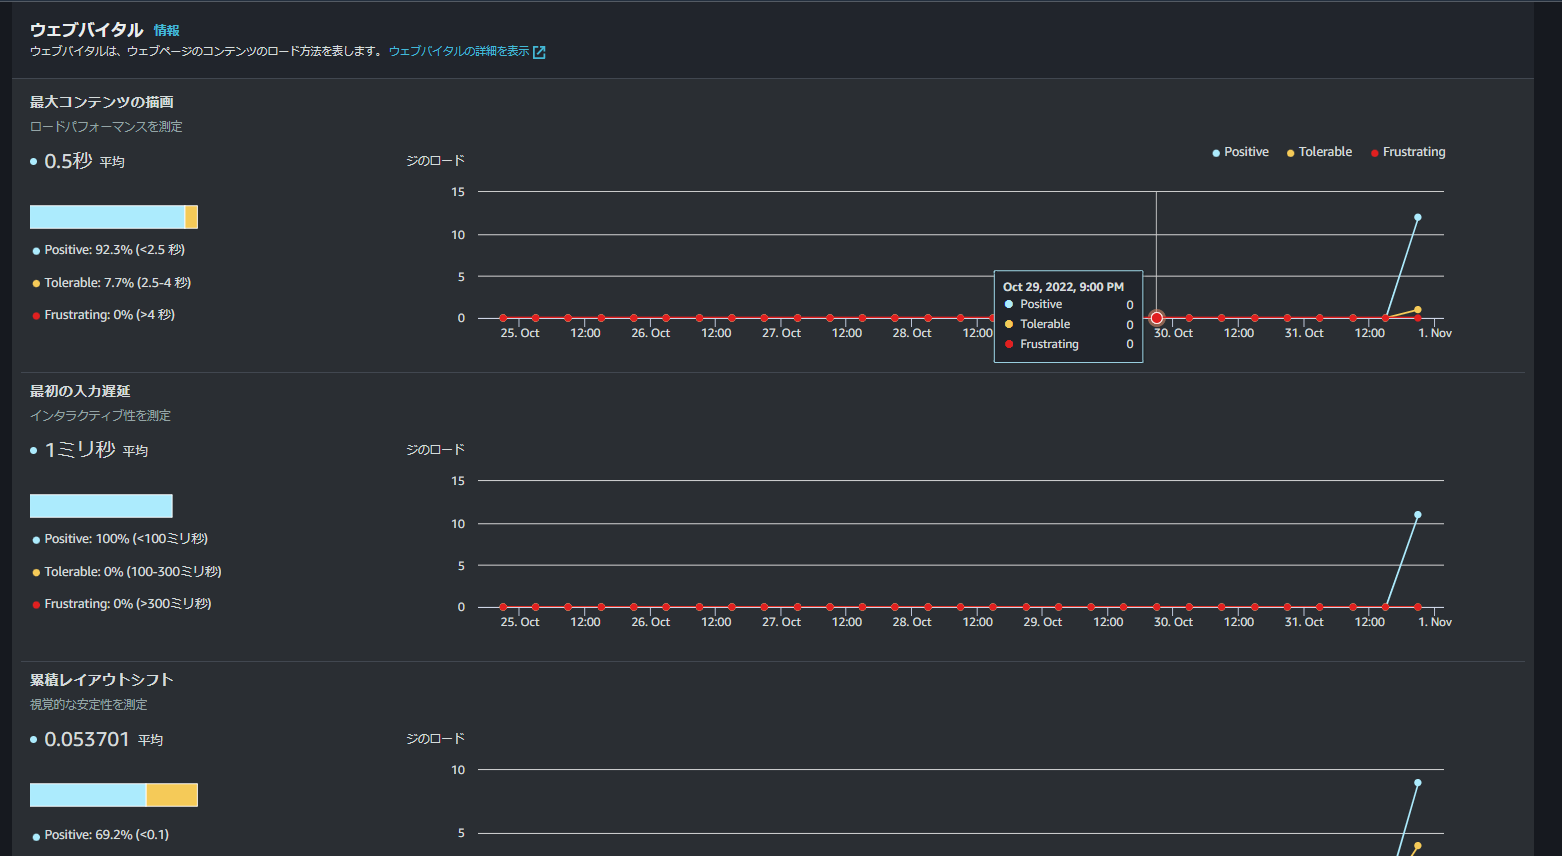 ウェブバイタル 情報
ウェブバイタルは、ウェブページのコンテンツのロード方法を表します。 ウェブバイタルの詳細を表示
最大コンテンツの描画
ロードパフォーマンスを測定
0.5秒 平均
Positive: 92.3% (<2.5 秒)
Tolerable: 7.7% (2.5-4 秒)
Frustrating: 0% (>4 秒)
ジのロード
Positive Tolerable Frustrating
15
10
5
0
25. Oct 12:00 26. Oct 12:00 27. Oct 12:00 28. Oct 12:00 30. Oct 12:00 31. Oct 12:00 1. Nov
Oct 29, 2022, 9:00 PM
Positive 0
Tolerable 0
Frustrating 0
最初の入力遅延
インタラクティブ性を測定
1ミリ秒 平均
Positive: 100% (<100ミリ秒)
Tolerable: 0% (100-300ミリ秒)
Frustrating: 0% (>300ミリ秒)
ジのロード
15
10
5
0
25. Oct 12:00 26. Oct 12:00 27. Oct 12:00 28. Oct 12:00 29. Oct 12:00 30. Oct 12:00 31. Oct 12:00 1. Nov
累積レイアウトシフト
視覚的な安定性を測定
0.053701 平均
Positive: 69.2% (<0.1)
ジのロード
10
5